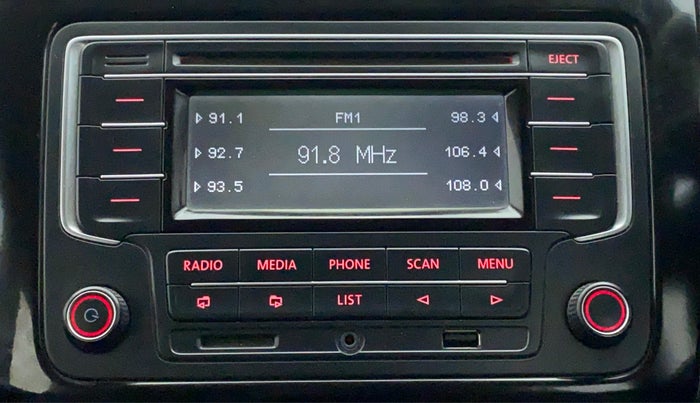 EJECT
91.1 FM1 98.3
92.7 91.8 MHz 106.4
93.5 108.0
RADIO MEDIA PHONE SCAN MENU
LIST